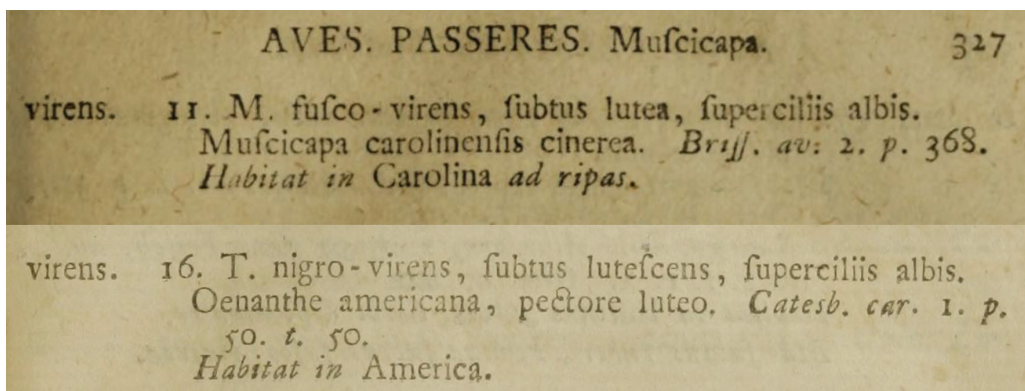 AVES. PASSERES. Muſcicapa. 327
virens. 11. M. fuſco-virens, ſubtus lutea, ſuperciliis albis.
Muſcicapa carolinenſis cinerea. Briſſ. av. 2. p. 368.
Habitat in Carolina ad ripas.
virens. 16. T. nigro-virens, ſubtus luteſcens, ſuperciliis albis.
Oenanthe americana, pectore luteo. Catesb. car. 1. p.
50. t. 50.
Habitat in America.